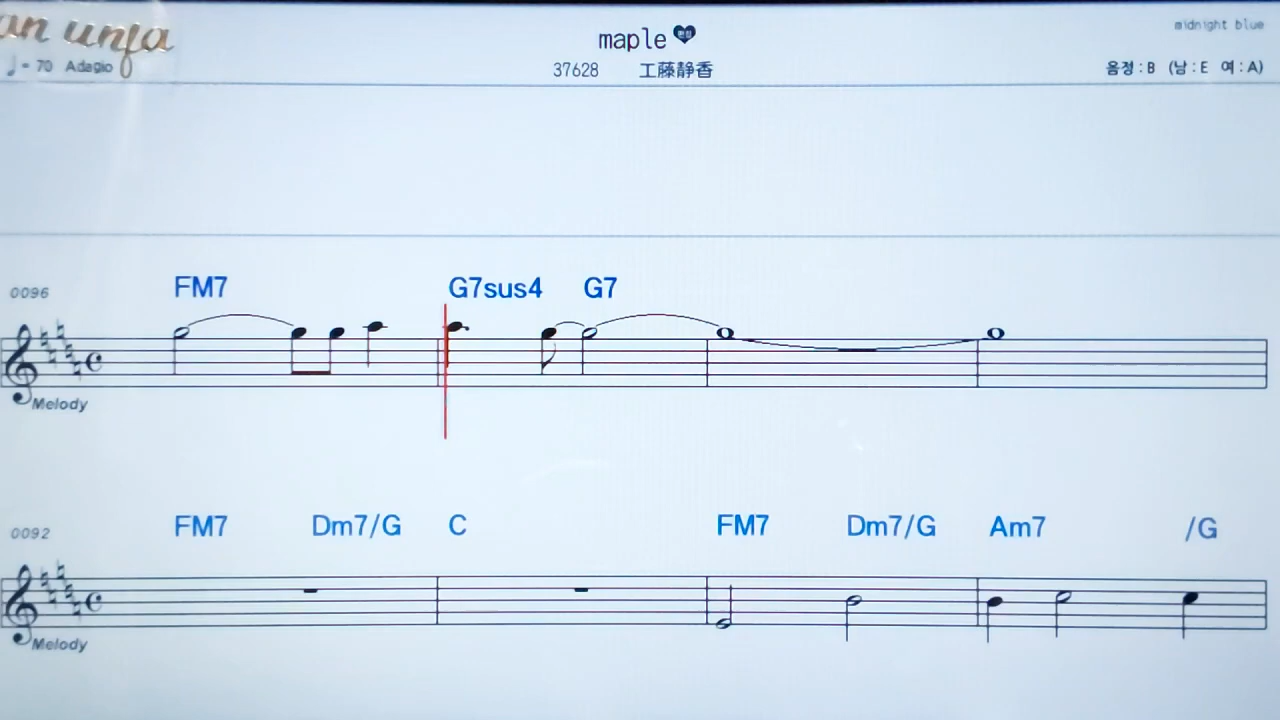 maple
midnight blue
♩= 70 Adagio
37628 工藤静香
음정:B (남:E 여:A)
FM7 G7sus4 G7
0096
Melody
FM7 Dm7/G C FM7 Dm7/G Am7 /G
0092
Melody